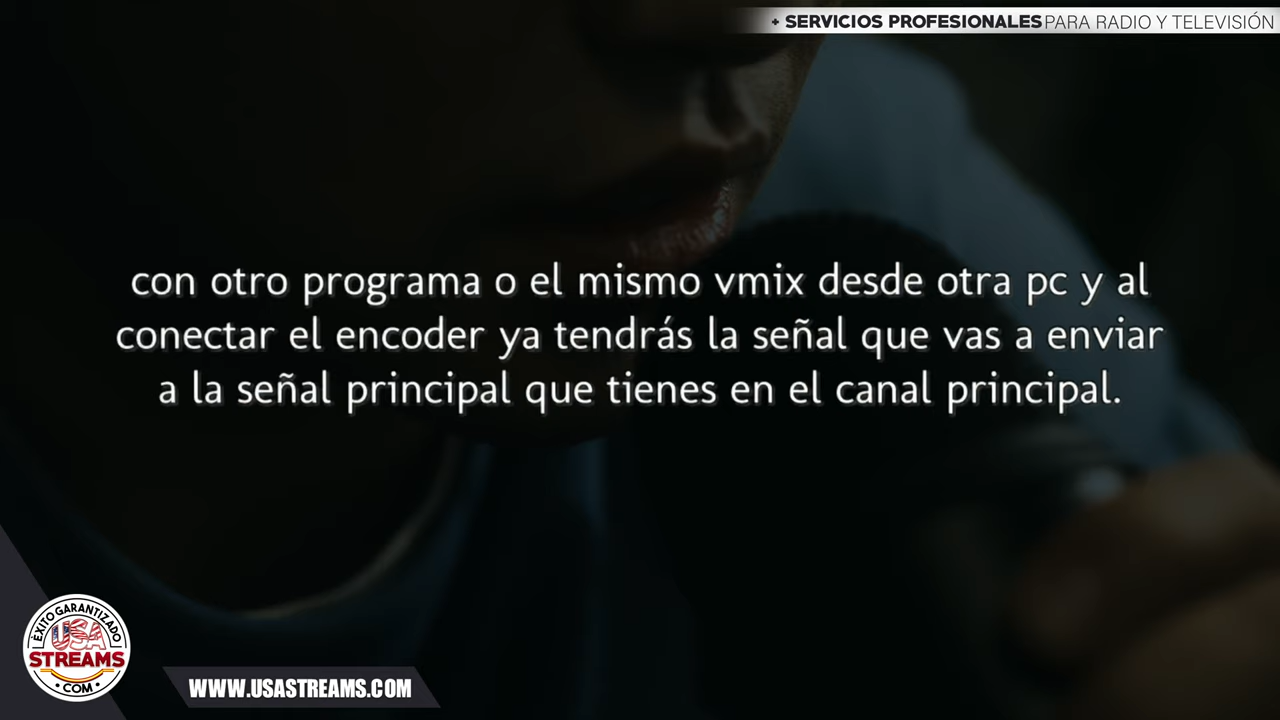 + SERVICIOS PROFESIONALES PARA RADIO Y TELEVISIÓN
con otro programa o el mismo vmix desde otra pc y al
conectar el encoder ya tendrás la señal que vas a enviar
a la señal principal que tienes en el canal principal.
ÉXITO GARANTIZADO
USA
STREAMS
• COM •
WWW.USASTREAMS.COM